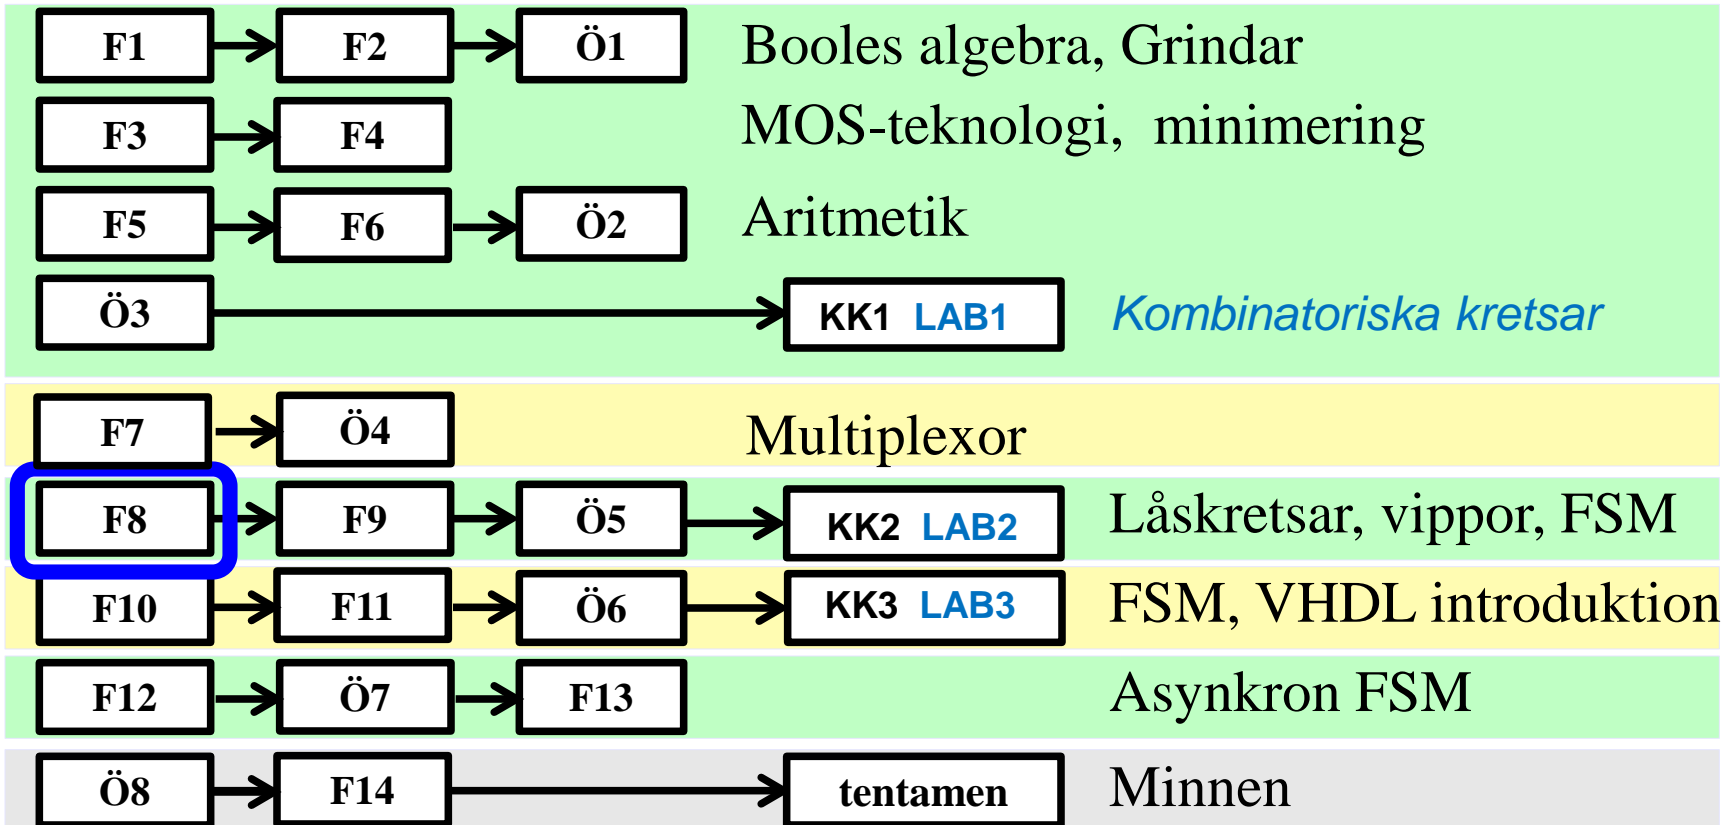 F1 F2 Ö1 Booles algebra, Grindar
F3 F4 MOS-teknologi, minimering
F5 F6 Ö2 Aritmetik
Ö3 KK1 LAB1 Kombinatoriska kretsar
F7 Ö4 Multiplexor
F8 F9 Ö5 KK2 LAB2 Låskretsar, vippor, FSM
F10 F11 Ö6 KK3 LAB3 FSM, VHDL introduktion
F12 Ö7 F13 Asynkron FSM
Ö8 F14 tentamen Minnen